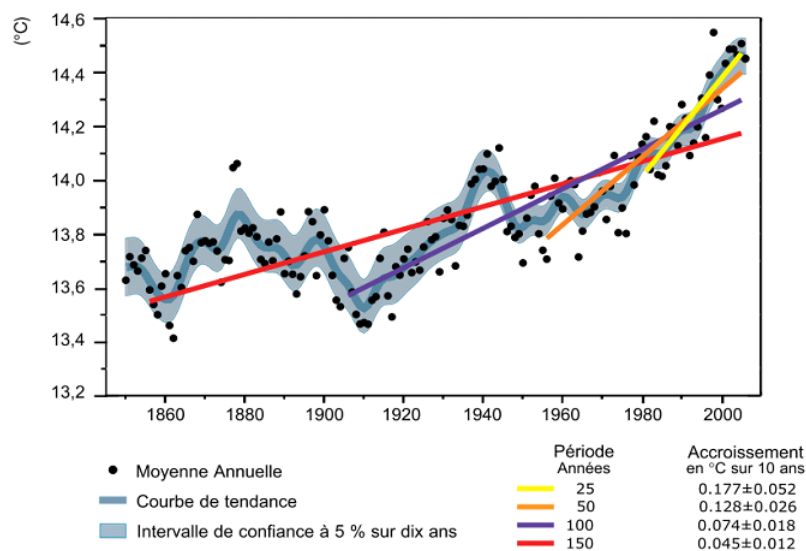 (°C)
14,6
14,4
14,2
14,0
13,8
13,6
13,4
13,2
1860 1880 1900 1920 1940 1960 1980 2000
Moyenne Annuelle
Courbe de tendance
Intervalle de confiance à 5 % sur dix ans
Période Accroissement
Années en °C sur 10 ans
25 0.177±0.052
50 0.128±0.026
100 0.074±0.018
150 0.045±0.012